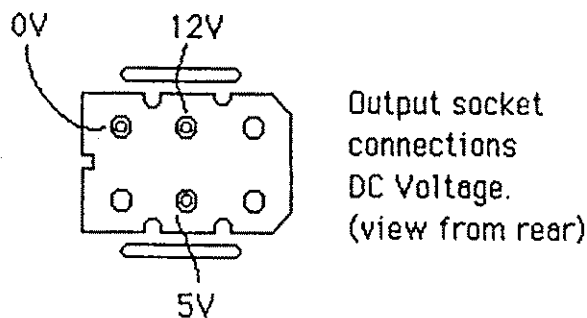 0V 12V
Output socket
connections
DC Voltage.
(view from rear)
5V